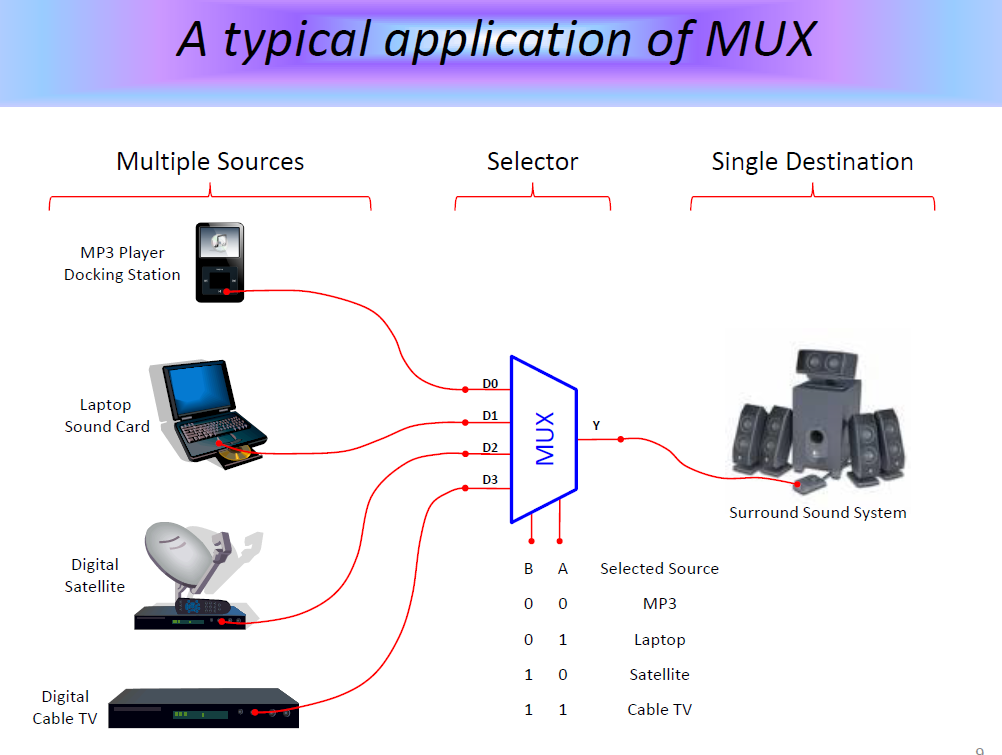 A typical application of MUX
Multiple Sources
Selector
Single Destination
MP3 Player
Docking Station
Laptop
Sound Card
Digital
Satellite
Digital
Cable TV
D0
D1
D2
D3
MUX
Y
Surround Sound System
B A Selected Source
0 0 MP3
0 1 Laptop
1 0 Satellite
1 1 Cable TV